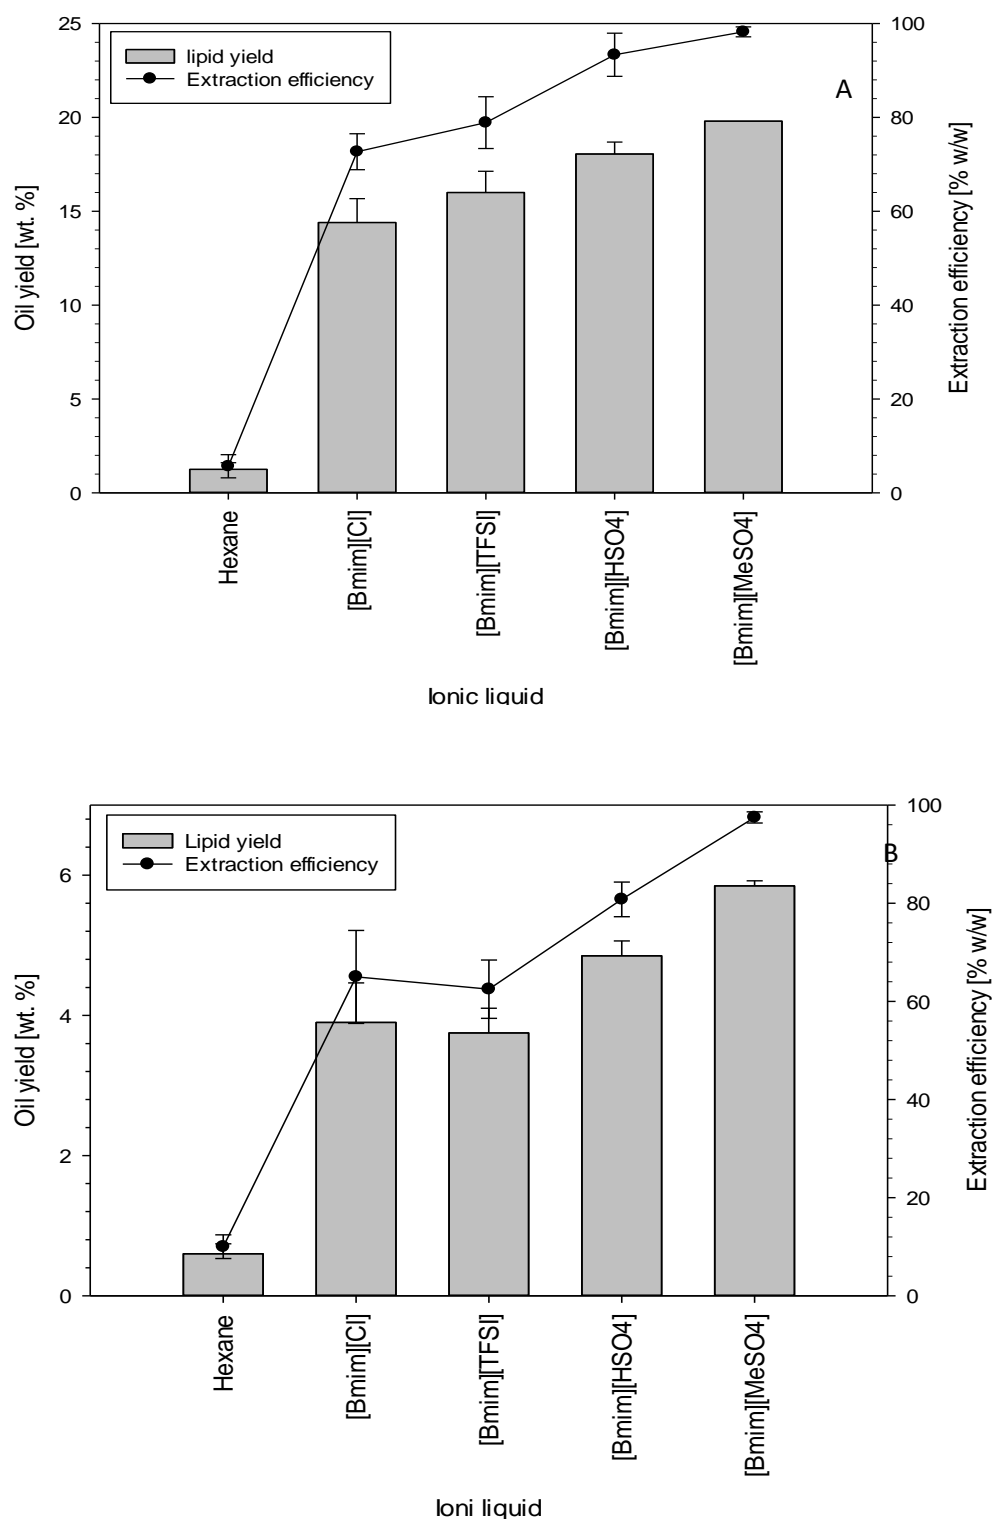 25
20
15
10
5
0
Oil yield [wt. %]
lipid yield
Extraction efficiency
A
100
80
60
40
20
0
Extraction efficiency [% w/w]
Hexane
[Bmim][Cl]
[Bmim][TFSI]
[Bmim][HSO4]
[Bmim][MeSO4]
Ionic liquid
6
4
2
0
Oil yield [wt. %]
Lipid yield
Extraction efficiency
B
100
80
60
40
20
0
Extraction efficiency [% w/w]
Hexane
[Bmim][Cl]
[Bmim][TFSI]
[Bmim][HSO4]
[Bmim][MeSO4]
Ioni liquid